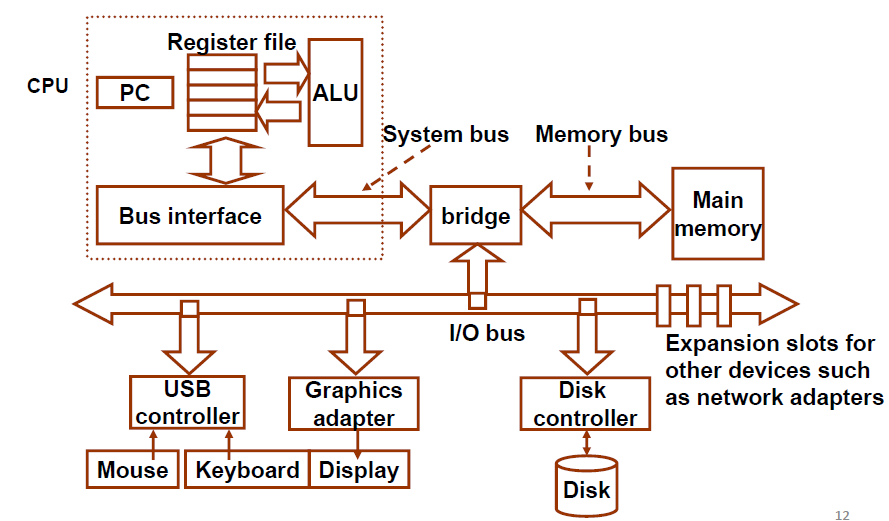 Register file
CPU
PC
ALU
System bus
Memory bus
Bus interface
bridge
Main
memory
I/O bus
Expansion slots for
other devices such
as network adapters
USB
controller
Graphics
adapter
Disk
controller
Mouse
Keyboard
Display
Disk
12